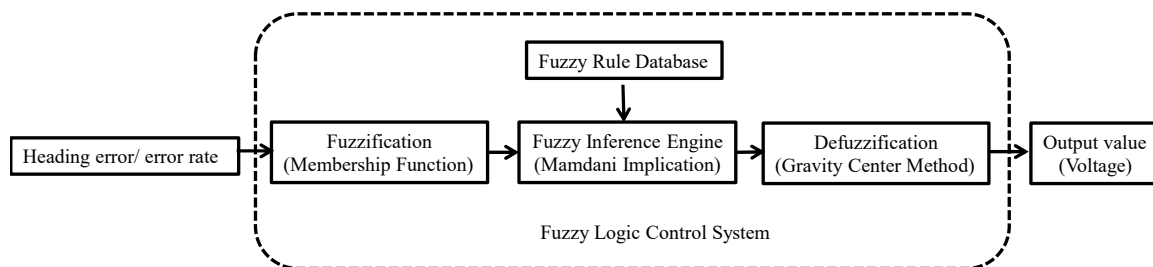 Fuzzy Rule Database
Heading error/ error rate
Fuzzification
(Membership Function)
Fuzzy Inference Engine
(Mamdani Implication)
Defuzzification
(Gravity Center Method)
Output value
(Voltage)
Fuzzy Logic Control System